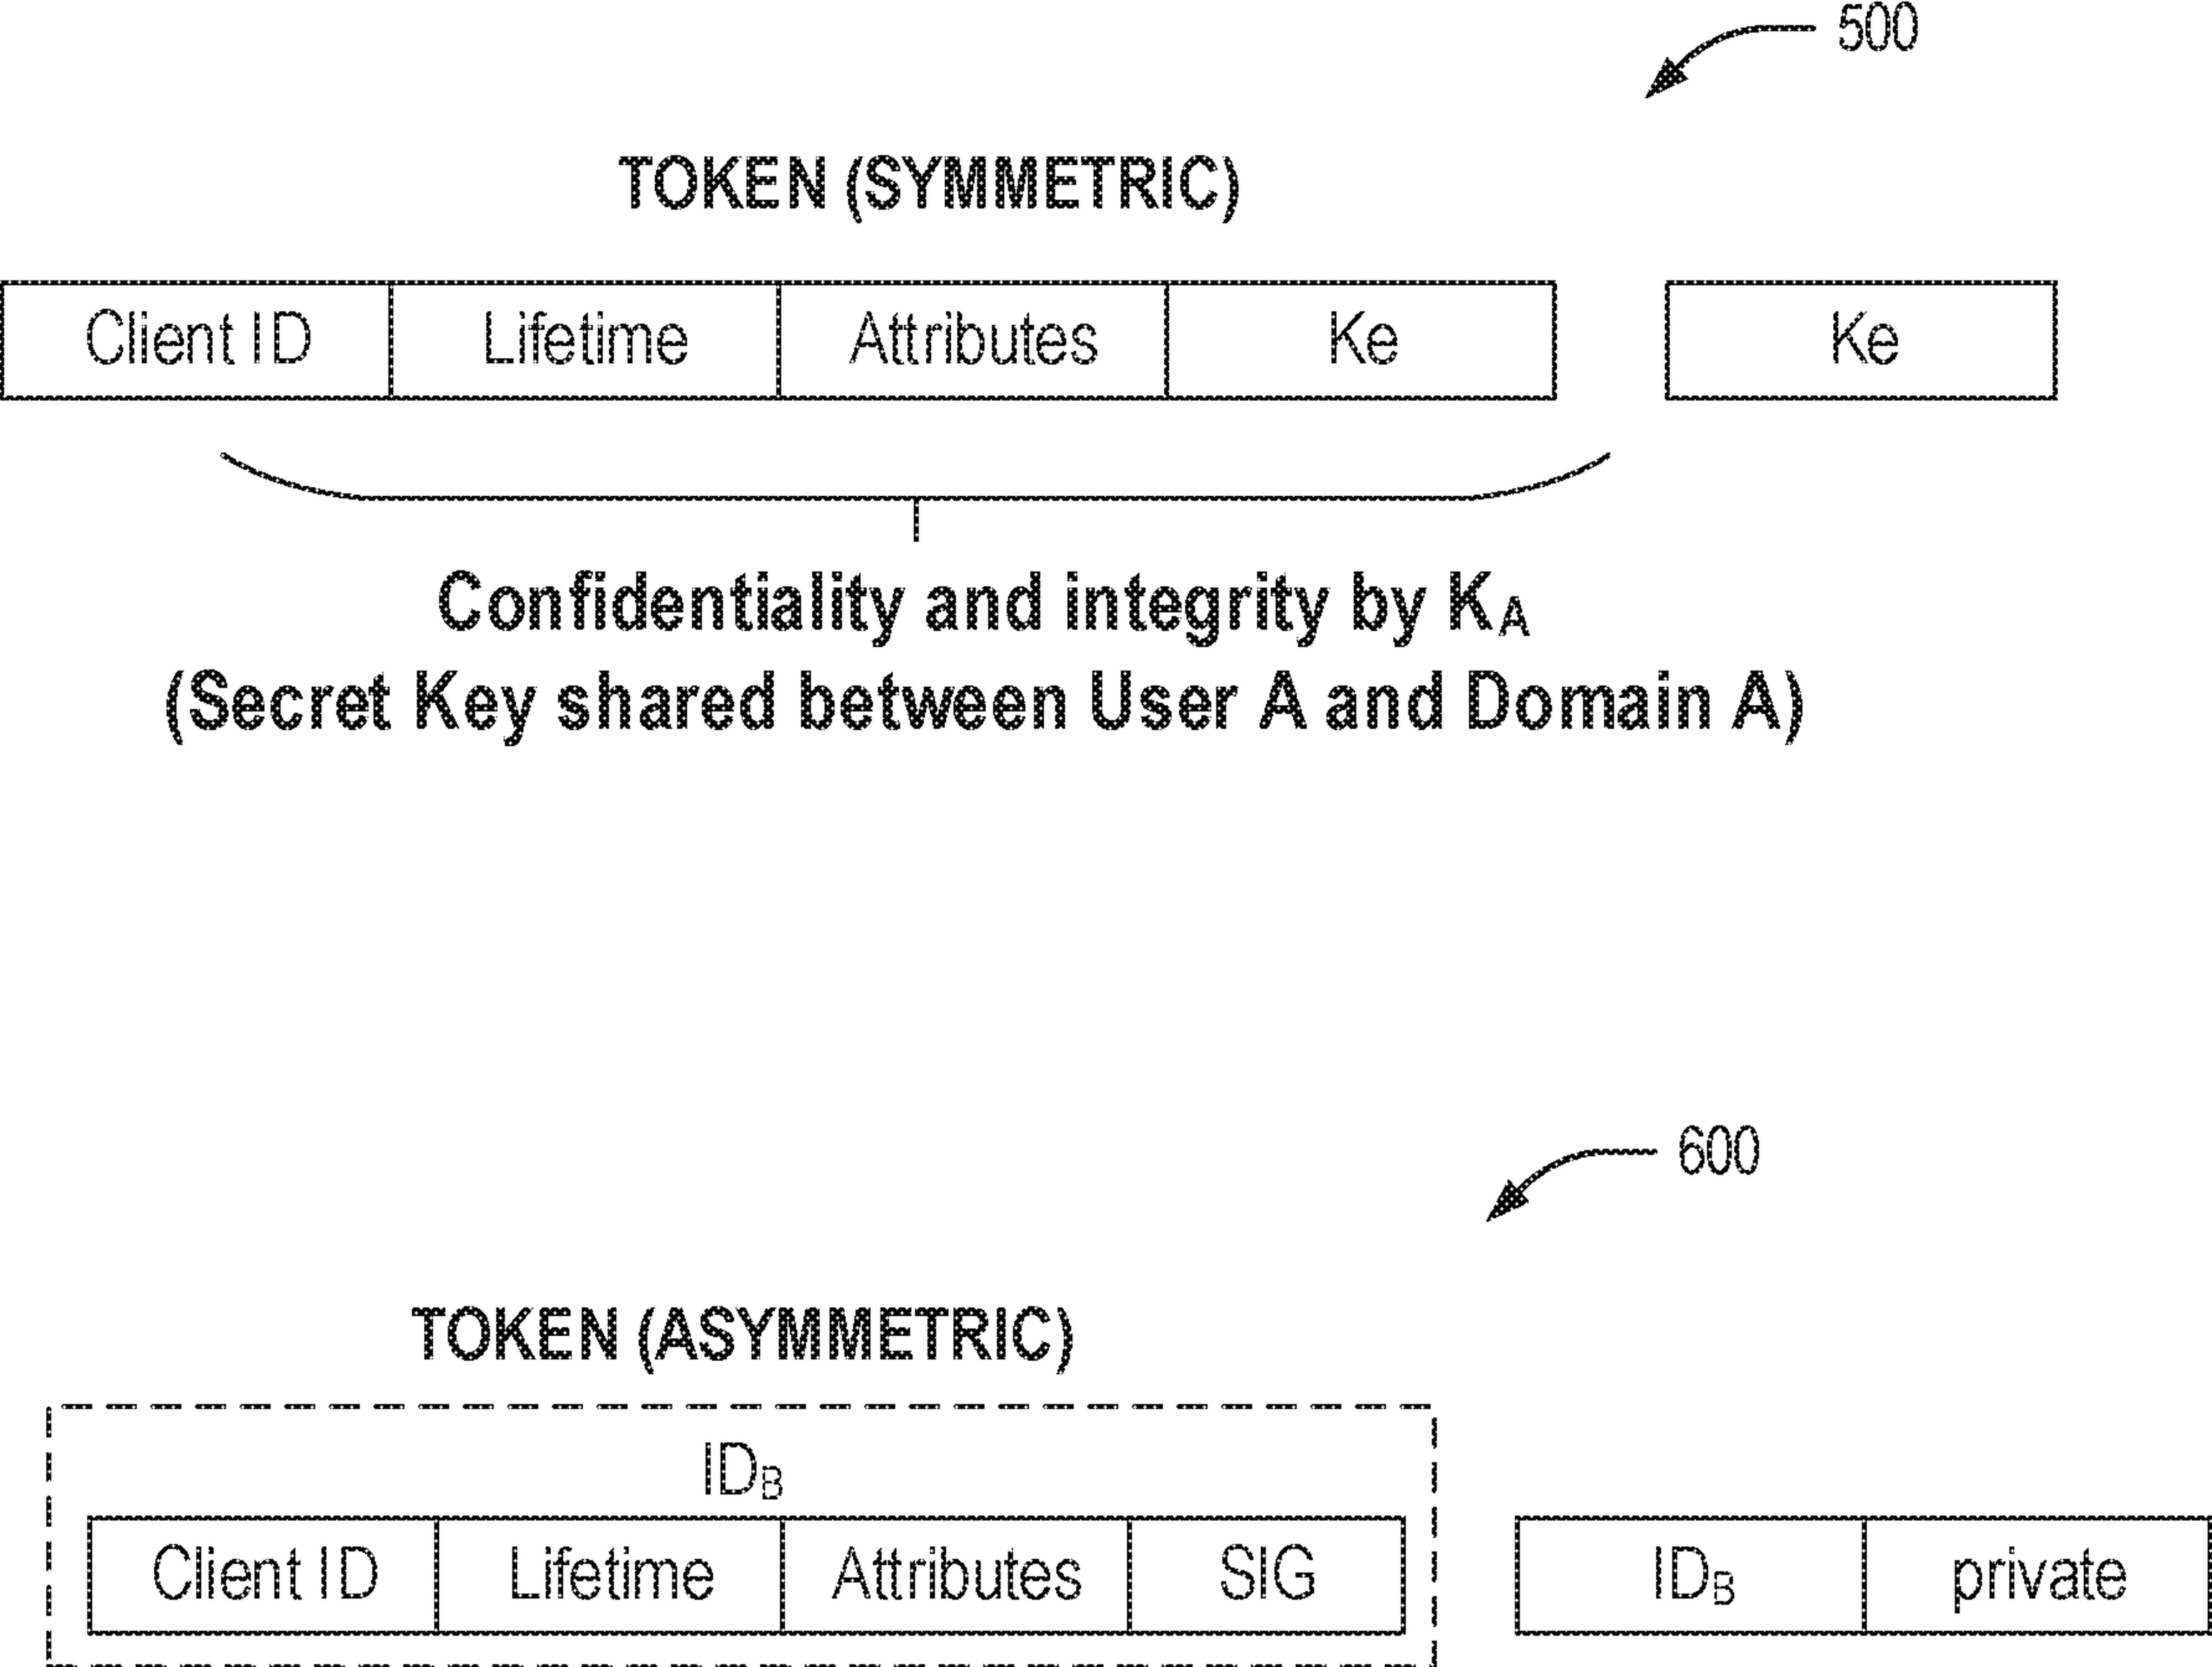 500
TOKEN (SYMMETRIC)
Client ID Lifetime Attributes Ke Ke
Confidentiality and integrity by KA
(Secret Key shared between User A and Domain A)
600
TOKEN (ASYMMETRIC)
IDB
Client ID Lifetime Attributes SIG IDB private